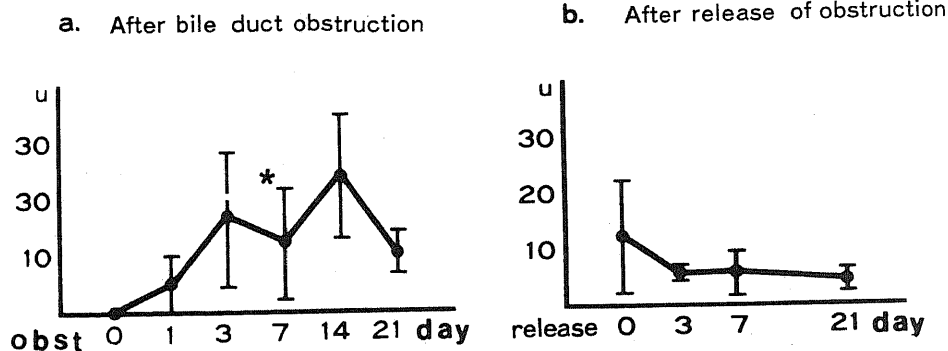 a. After bile duct obstruction
u
30
30
10
*
obst 0 1 3 7 14 21 day
b. After release of obstruction
u
30
20
10
release 0 3 7 21 day